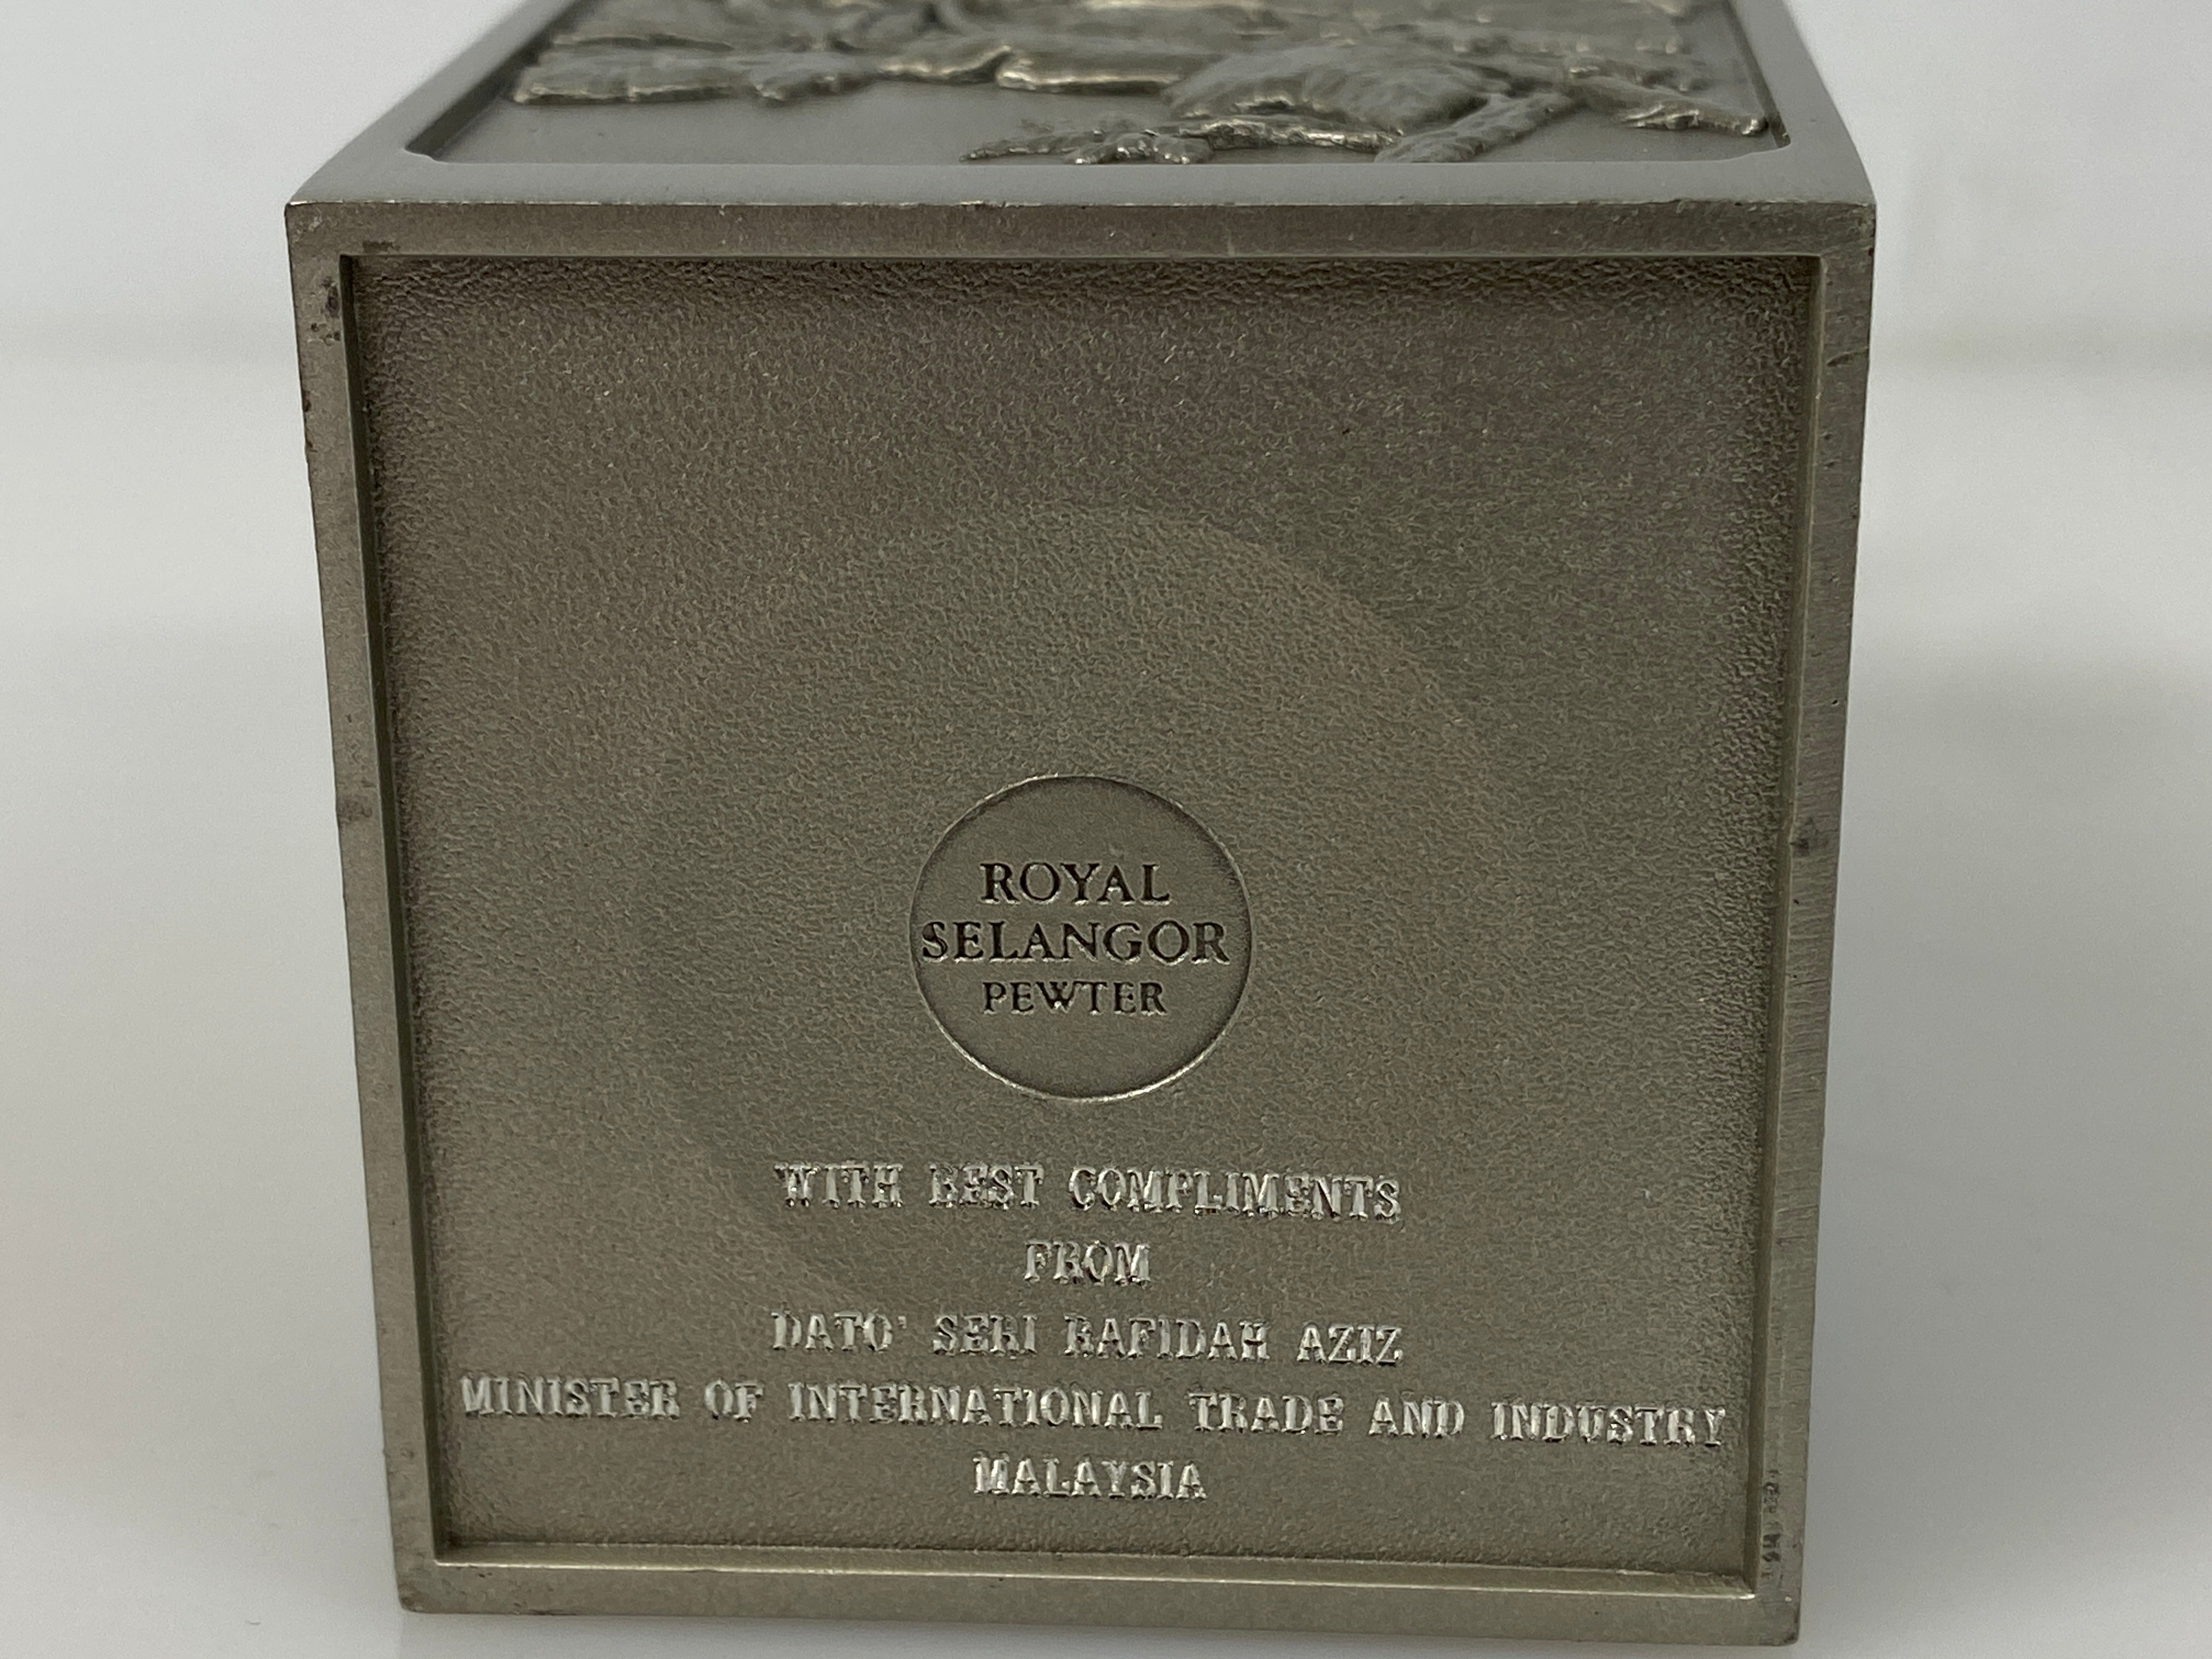 ROYAL
SELANGOR
PEWTER
WITH BEST COMPLIMENTS
FROM
DATO' SERI RAFIDAH AZIZ
MINISTER OF INTERNATIONAL TRADE AND INDUSTRY
MALAYSIA